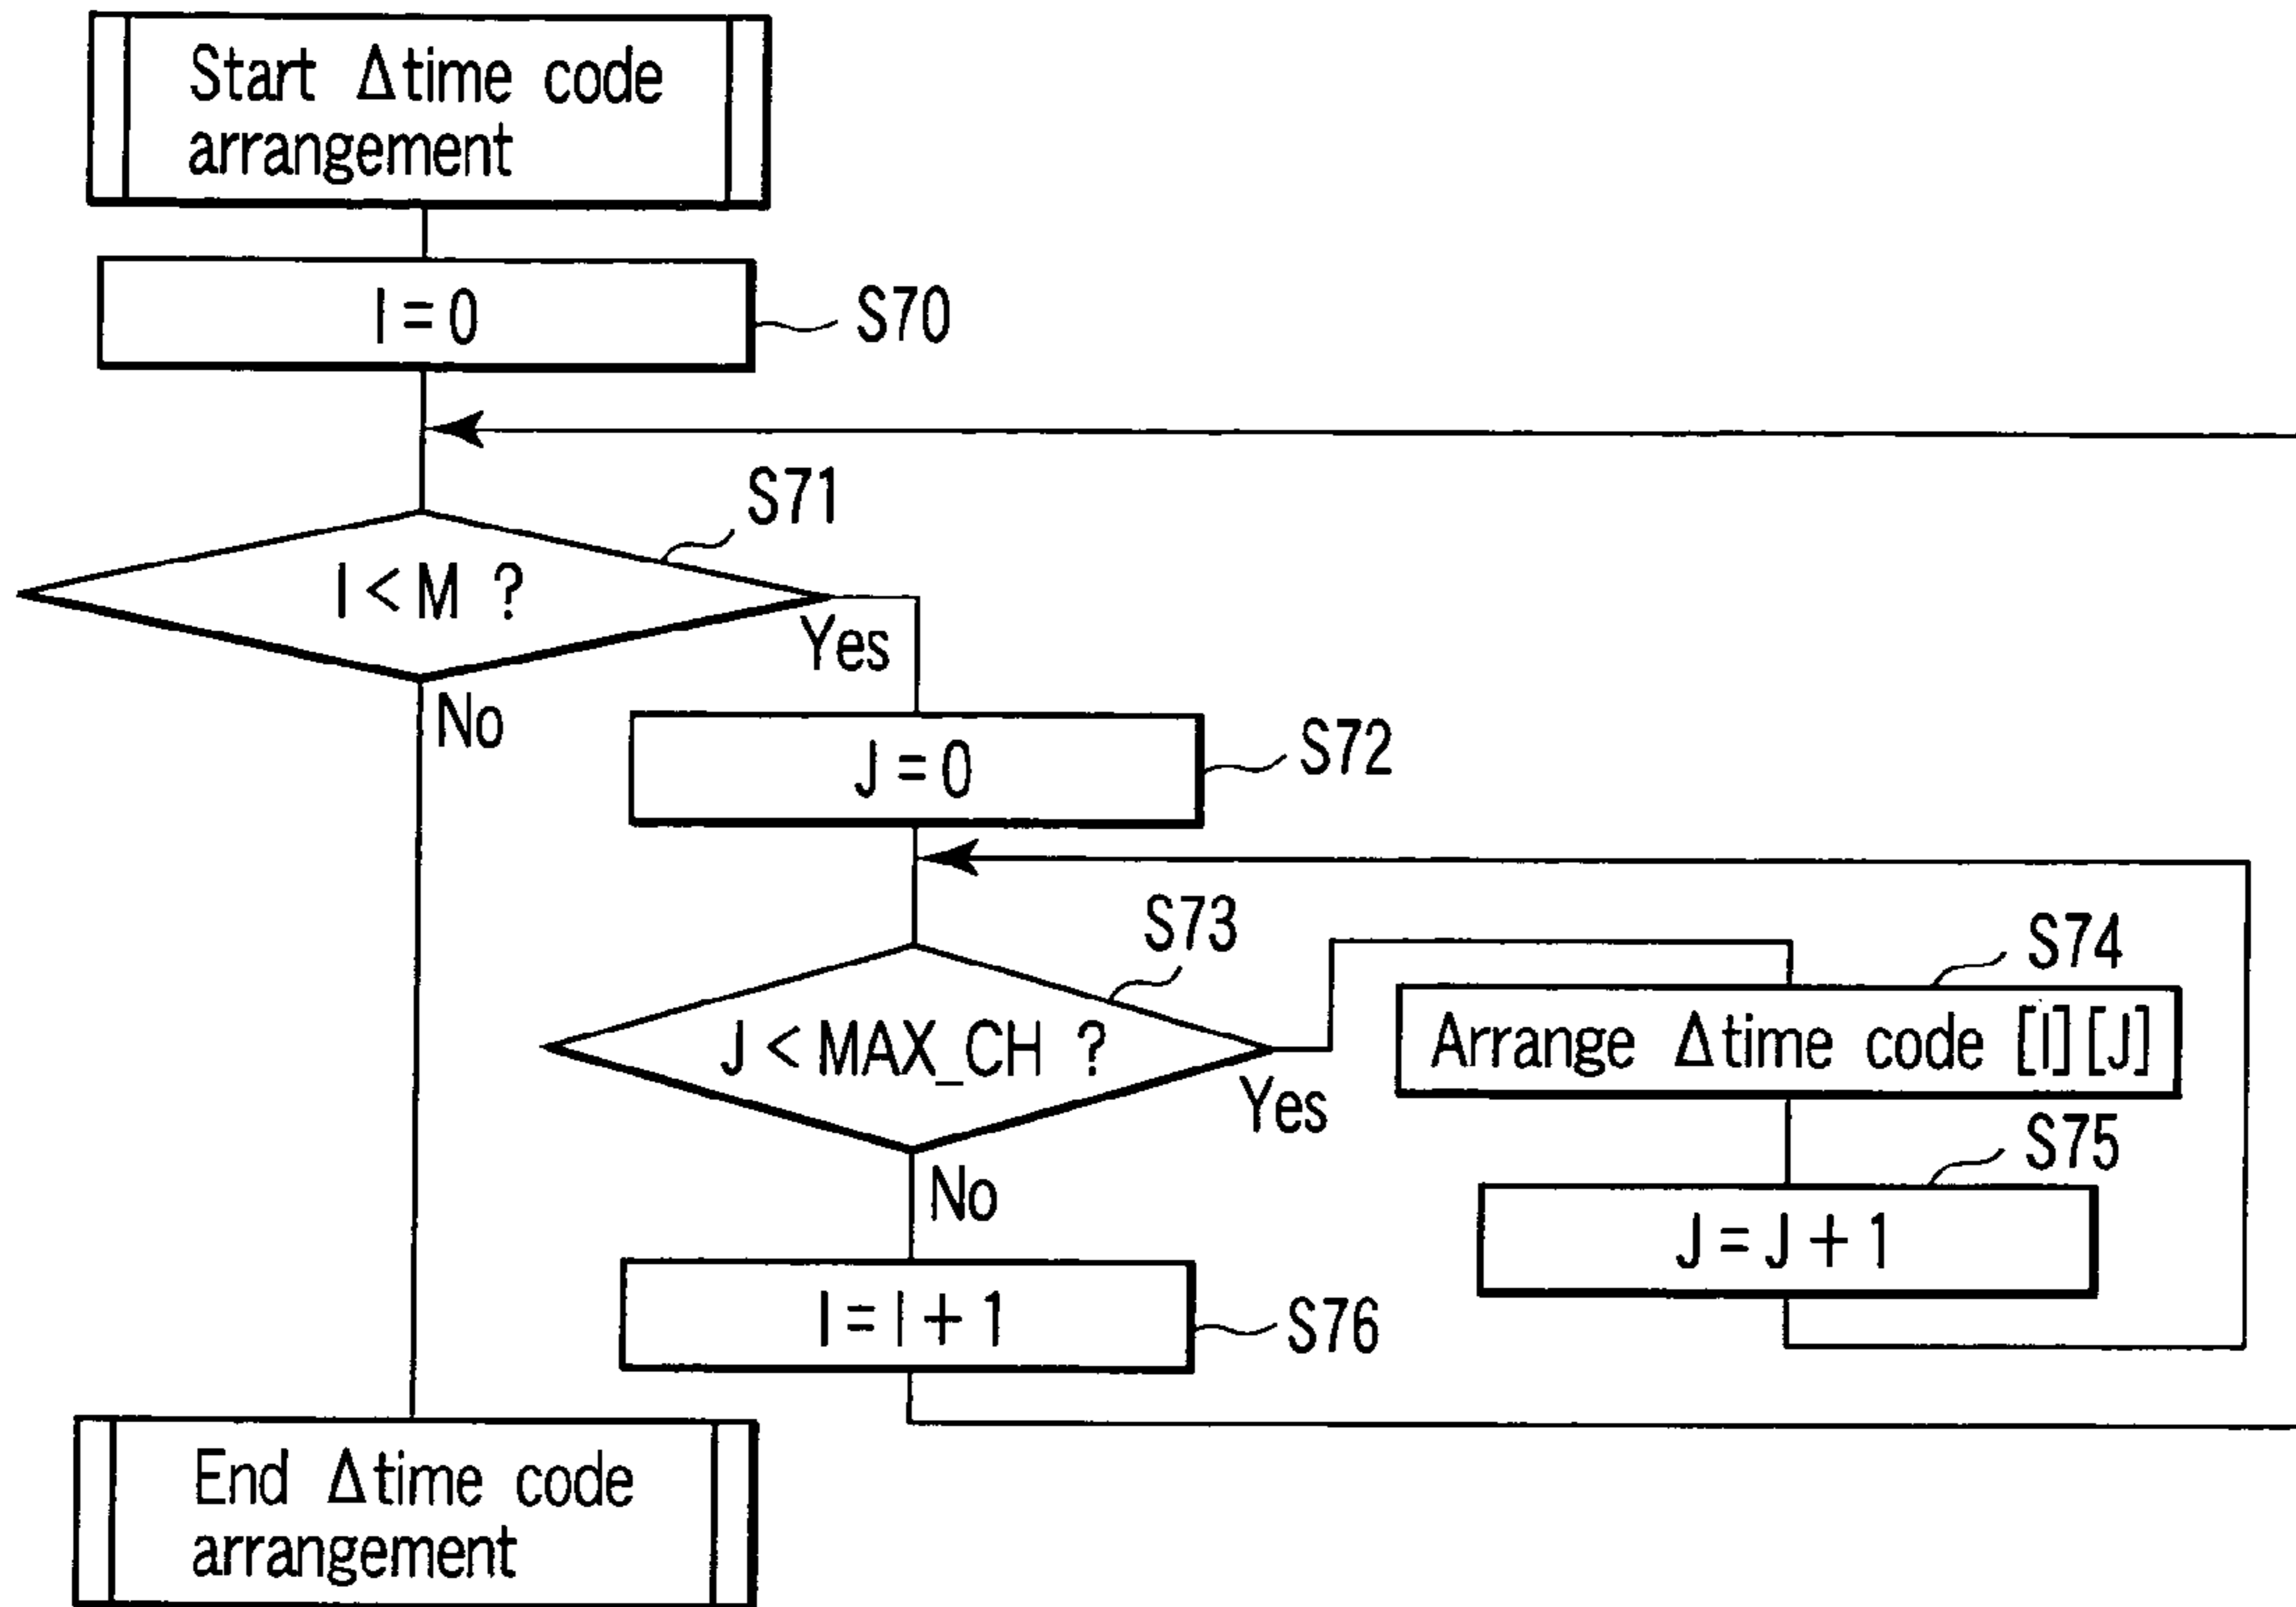 Start Δtime code
arrangement
I=0
S70
S71
I<M ?
Yes
No
J=0
S72
S73
J<MAX_CH ?
Yes
No
S74
Arrange Δtime code [I][J]
S75
J=J+1
I=I+1
S76
End Δtime code
arrangement